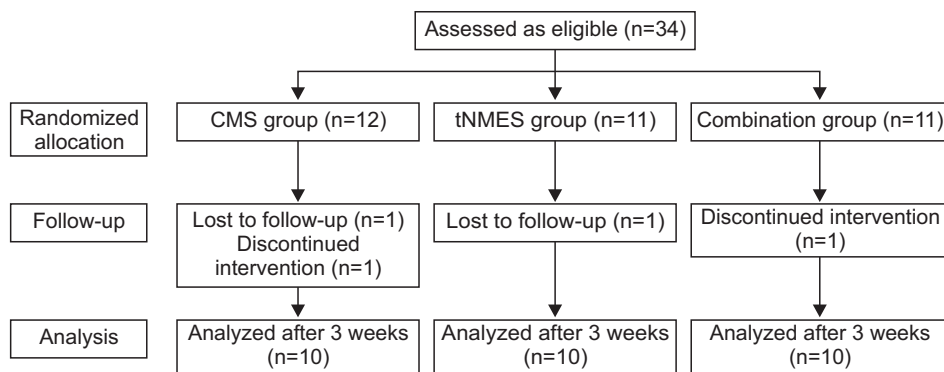 Assessed as eligible (n=34)
Randomized
allocation
CMS group (n=12)
tNMES group (n=11)
Combination group (n=11)
Follow-up
Lost to follow-up (n=1)
Discontinued
intervention (n=1)
Lost to follow-up (n=1)
Discontinued intervention
(n=1)
Analysis
Analyzed after 3 weeks
(n=10)
Analyzed after 3 weeks
(n=10)
Analyzed after 3 weeks
(n=10)